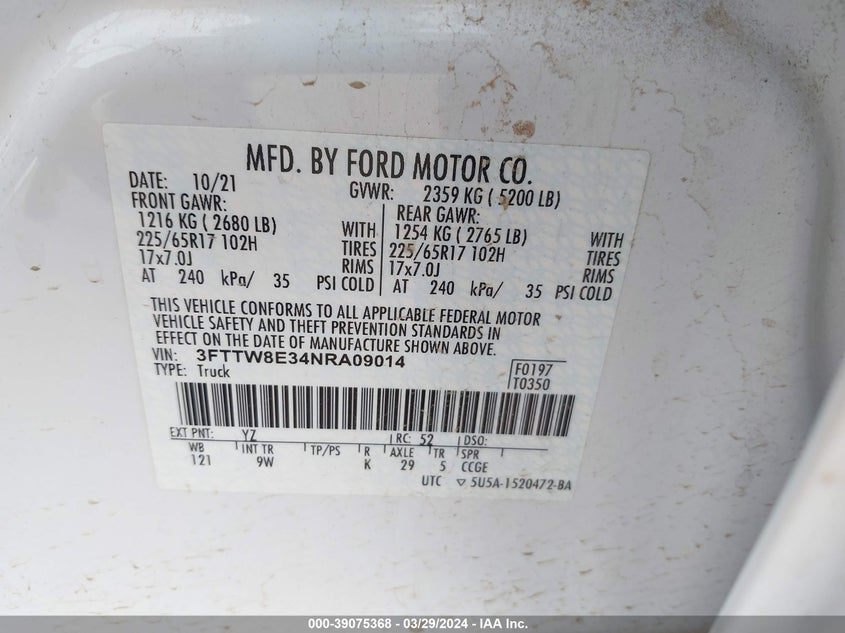 MFD. BY FORD MOTOR CO.
DATE: 10/21 GVWR: 2359 KG ( 5200 LB)
FRONT GAWR: REAR GAWR:
1216 KG ( 2680 LB) WITH 1254 KG ( 2765 LB) WITH
225/65R17 102H TIRES 225/65R17 102H TIRES
17x7.0J RIMS 17x7.0J RIMS
AT 240 kPa/ 35 PSI COLD AT 240 kPa/ 35 PSI COLD
THIS VEHICLE CONFORMS TO ALL APPLICABLE FEDERAL MOTOR
VEHICLE SAFETY AND THEFT PREVENTION STANDARDS IN
EFFECT ON THE DATE OF MANUFACTURE SHOWN ABOVE.
VIN: 3FTTW8E34NRA09014 F0197
TYPE: Truck T0350
EXT PNT: YZ RC: 52 DSO:
WB INT TR TP/PS R AXLE TR SPR
121 9W K 29 5 CCGE
UTC ▽ 5U5A-1520472-BA
000-39075368 - 03/29/2024 - IAA Inc.